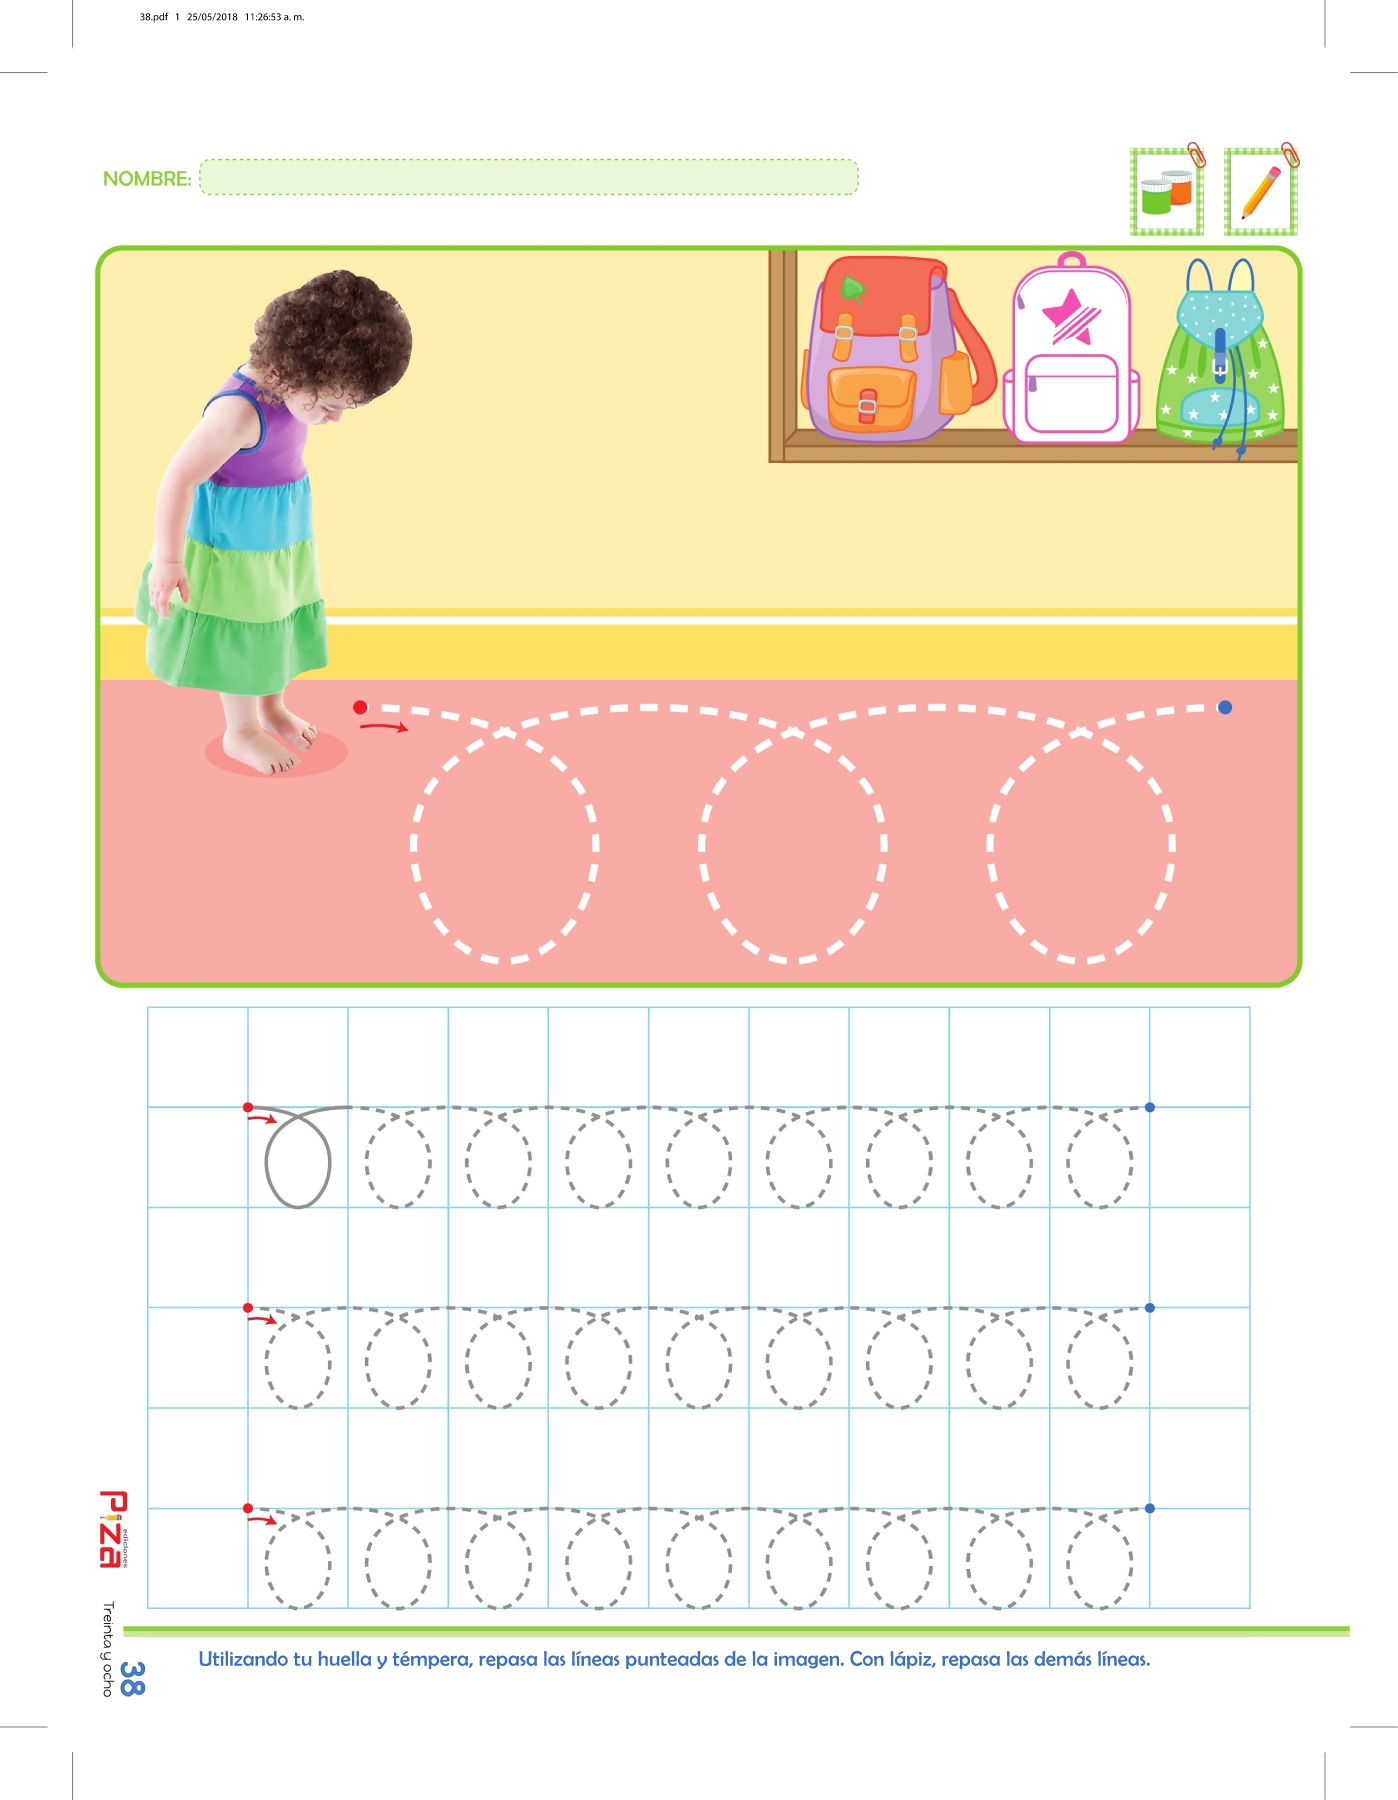 38.pdf 1 25/05/2018 11:26:53 a. m.
NOMBRE:
Piza
ediciones
Treinta y ocho
38
Utilizando tu huella y témpera, repasa las líneas punteadas de la imagen. Con lápiz, repasa las demás líneas.